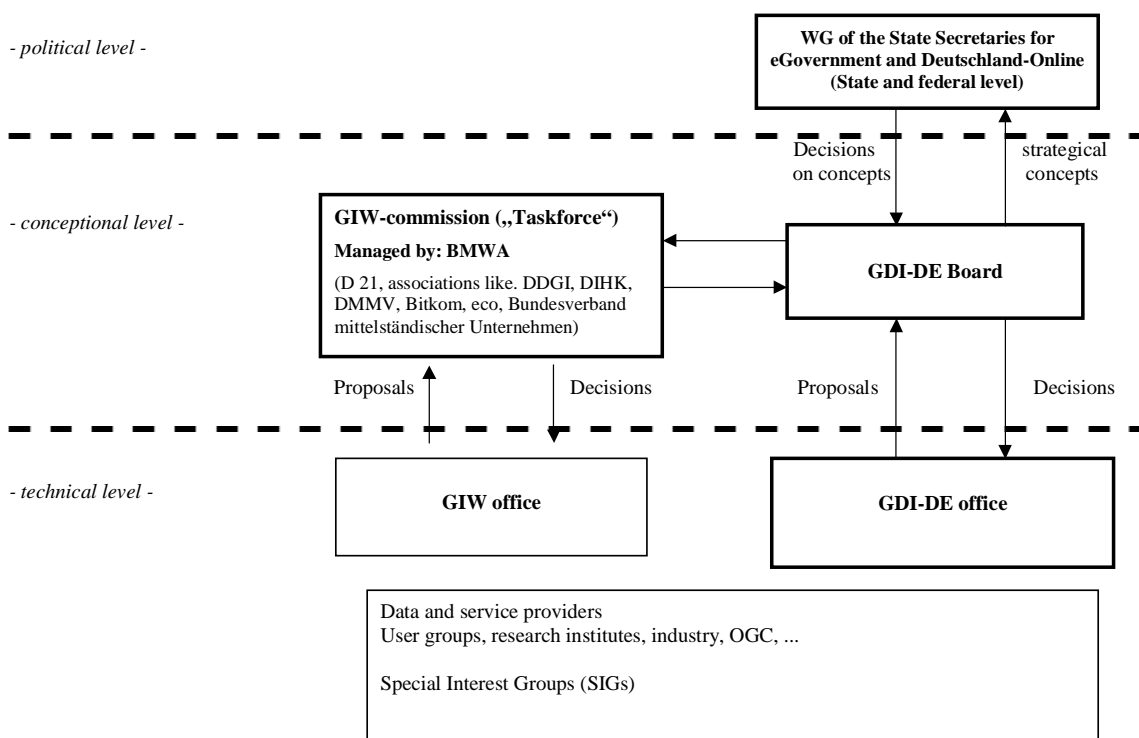 - political level -
WG of the State Secretaries for
eGovernment and Deutschland-Online
(State and federal level)
Decisions
on concepts
strategical
concepts
- conceptional level -
GIW-commission („Taskforce“)
Managed by: BMWA
(D 21, associations like. DDGI, DIHK,
DMMV, Bitkom, eco, Bundesverband
mittelständischer Unternehmen)
GDI-DE Board
Proposals
Decisions
Proposals
Decisions
- technical level -
GIW office
GDI-DE office
Data and service providers
User groups, research institutes, industry, OGC, ...
Special Interest Groups (SIGs)